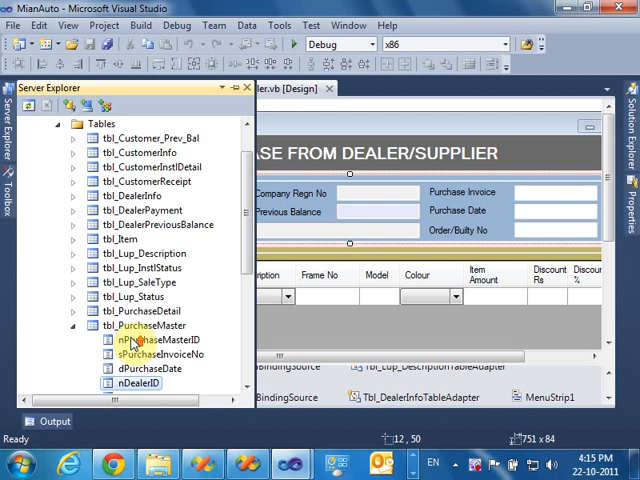 MianAuto - Microsoft Visual Studio
File Edit View Project Build Debug Team Data Tools Test Window Help
Debug x86
Server Explorer
ler.vb [Design]
Server Explorer
Toolbox
Solution Explorer
Properties
Tables
tbl_Customer_Prev_Bal
tbl_CustomerInfo
tbl_CustomerInstlDetail
tbl_CustomerReceipt
tbl_DealerInfo
tbl_DealerPayment
tbl_DealerPreviousBalance
tbl_Item
tbl_Lup_Description
tbl_Lup_InstlStatus
tbl_Lup_SaleType
tbl_Lup_Status
tbl_PurchaseDetail
tbl_PurchaseMaster
nPurchaseMasterID
sPurchaseInvoiceNo
dPurchaseDate
nDealerID
ASE FROM DEALER/SUPPLIER
Company Regn No Purchase Invoice
Previous Balance Purchase Date
Order/Builty No
ription Frame No Model Colour Item Amount Discount Rs Discou %
BindingSource Tbl_Lup_DescriptionTableAdapter
BindingSource Tbl_DealerInfoTableAdapter MenuStrip1
Output
Ready 12 , 50 751 x 84
EN 4:15 PM
22-10-2011